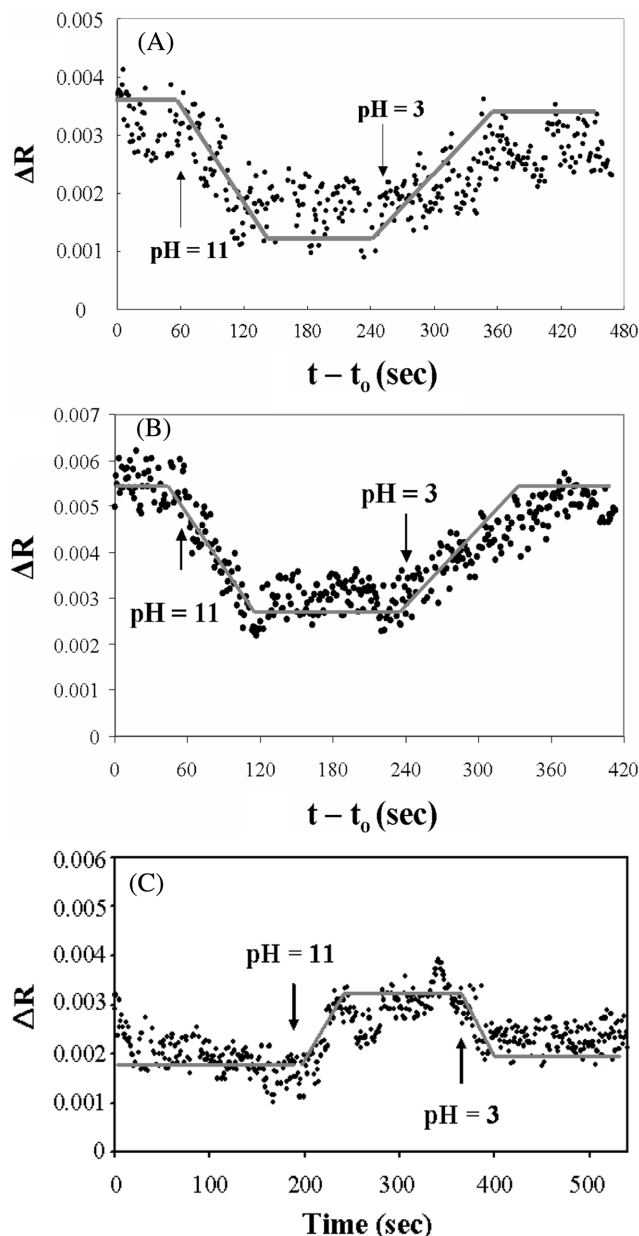 (A)
0.005
0.004
0.003
0.002
0.001
0
ΔR
pH = 3
pH = 11
0 60 120 180 240 300 360 420 480
t – to (sec)
(B)
0.007
0.006
0.005
0.004
0.003
0.002
0.001
0
ΔR
pH = 3
pH = 11
0 60 120 180 240 300 360 420
t – to (sec)
(C)
0.006
0.005
0.004
0.003
0.002
0.001
0
ΔR
pH = 11
pH = 3
0 100 200 300 400 500
Time (sec)